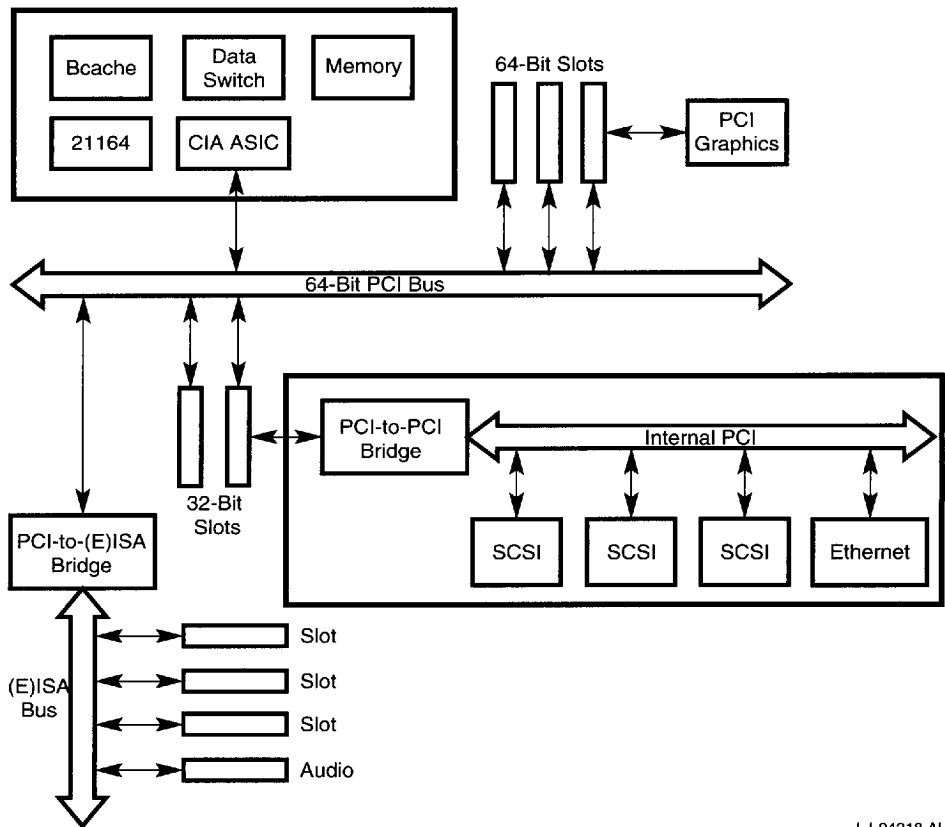 Bcache
Data
Switch
Memory
21164
CIA ASIC
64-Bit Slots
PCI
Graphics
64-Bit PCI Bus
PCI-to-PCI
Bridge
Internal PCI
32-Bit
Slots
SCSI
SCSI
SCSI
Ethernet
PCI-to-(E)ISA
Bridge
(E)ISA
Bus
Slot
Slot
Slot
Audio